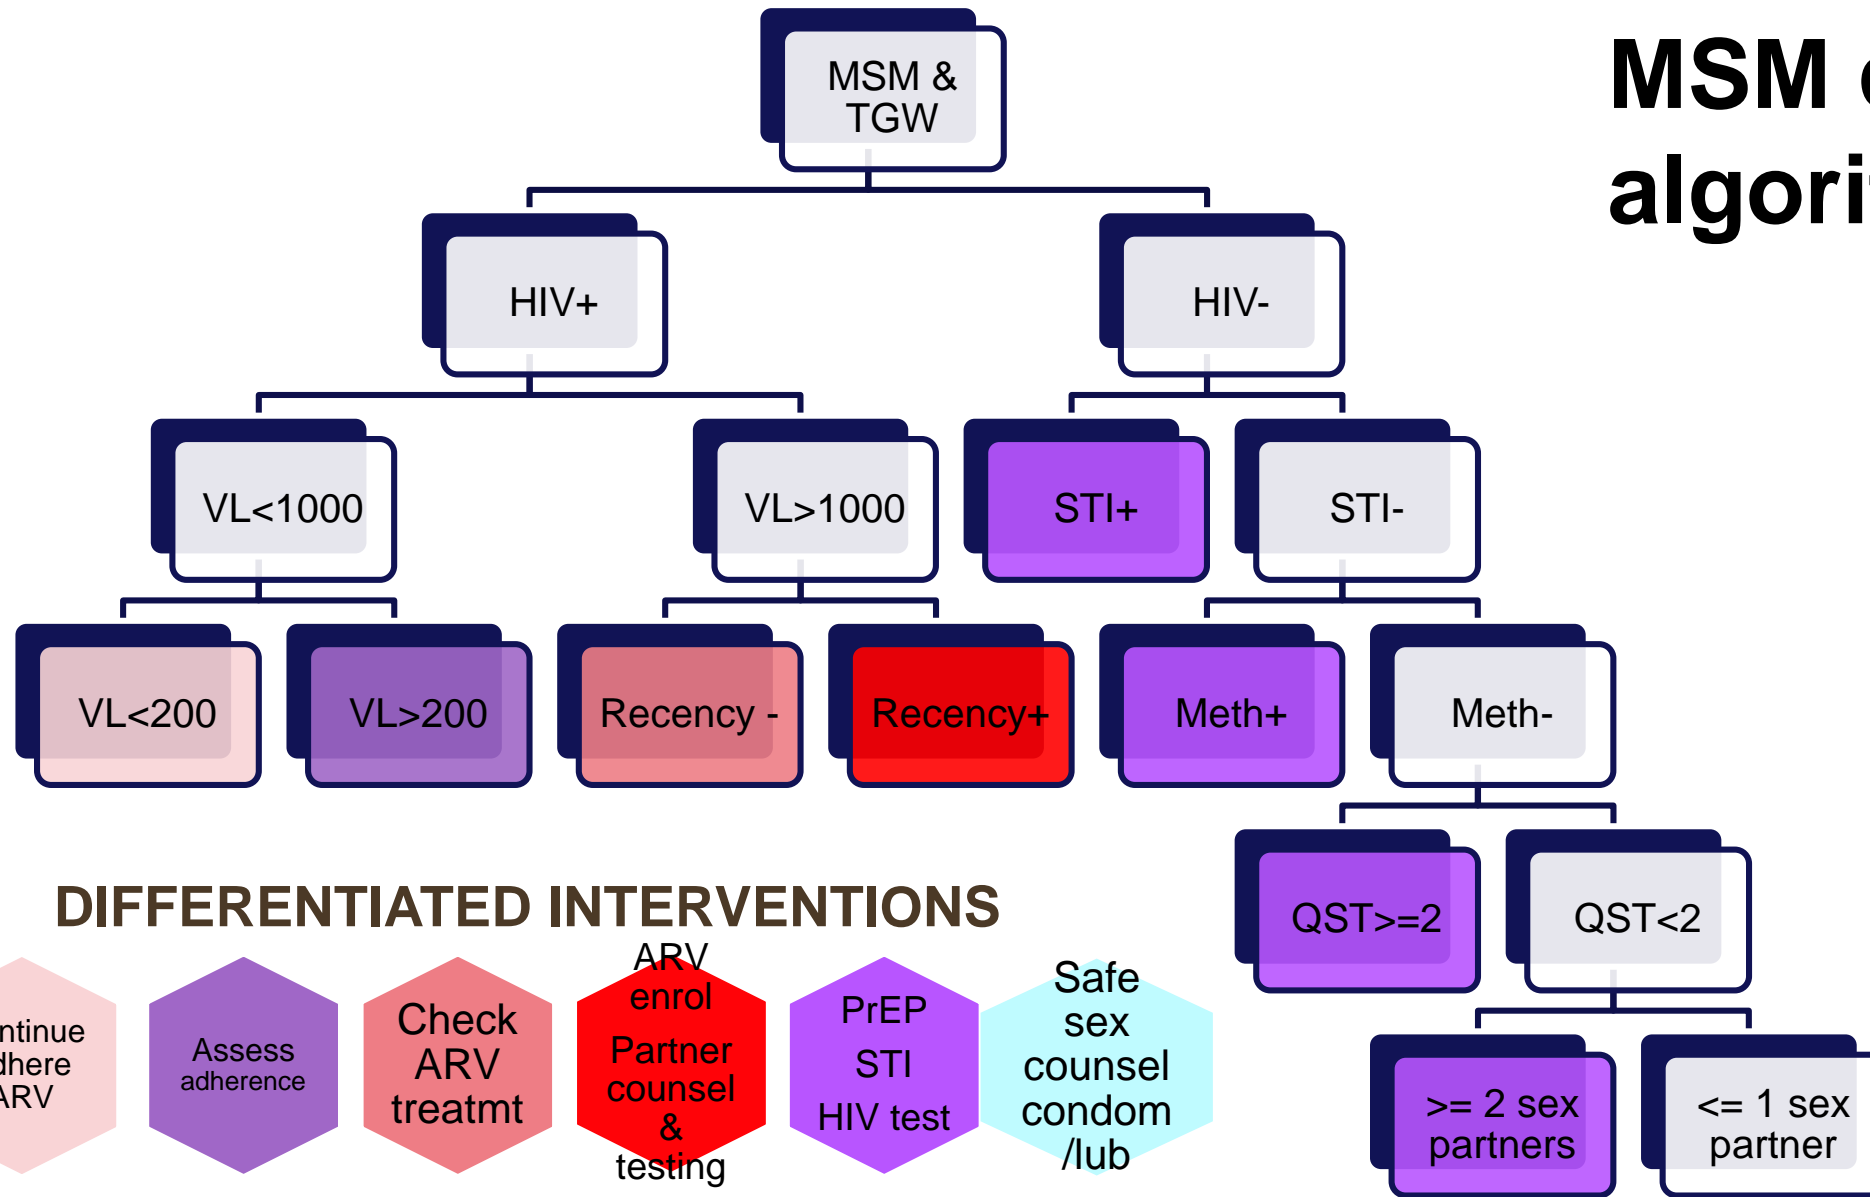 MSM &
TGW
MSM
algori
HIV+
HIV-
VL<1000
VL>1000
STI+
STI-
VL<200
VL>200
Recency -
Recency+
Meth+
Meth-
QST>=2
QST<2
>= 2 sex
partners
<= 1 sex
partner
DIFFERENTIATED INTERVENTIONS
ntinue
here
ARV
Assess
adherence
Check
ARV
treatmt
ARV
enrol
Partner
counsel
&
testing
PrEP
STI
HIV test
Safe
sex
counsel
condom
/lub